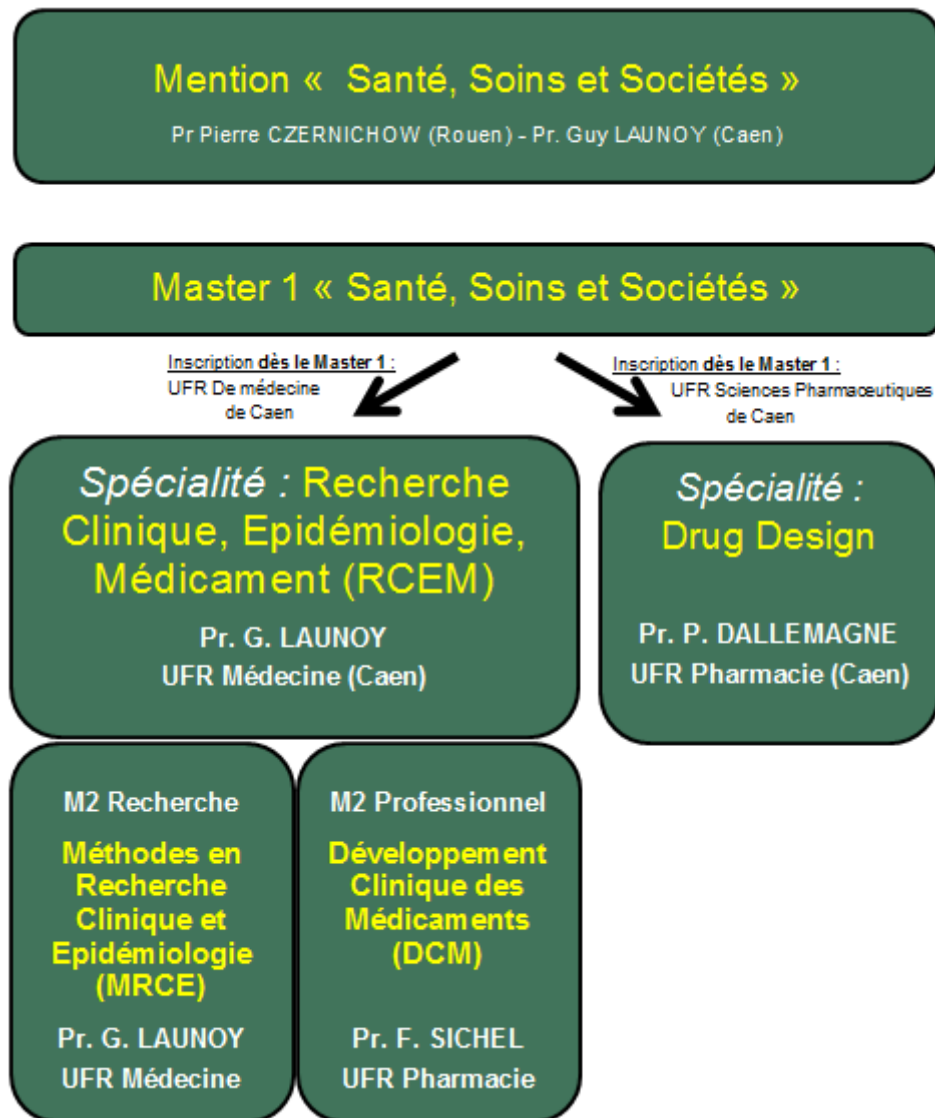 Mention «  Santé, Soins et Sociétés »
Pr Pierre CZERNICHOW (Rouen) - Pr. Guy LAUNOY (Caen)
Master 1 « Santé, Soins et Sociétés »
Inscription dès le Master 1 :
UFR De médecine
de Caen
Inscription dès le Master 1 :
UFR Sciences Pharmaceutiques
de Caen
Spécialité : Recherche
Clinique, Epidémiologie,
Médicament (RCEM)
Pr. G. LAUNOY
UFR Médecine (Caen)
Spécialité :
Drug Design
Pr. P. DALLEMAGNE
UFR Pharmacie (Caen)
M2 Recherche
Méthodes en
Recherche
Clinique et
Epidémiologie
(MRCE)
Pr. G. LAUNOY
UFR Médecine
M2 Professionnel
Développement
Clinique des
Médicaments
(DCM)
Pr. F. SICHEL
UFR Pharmacie